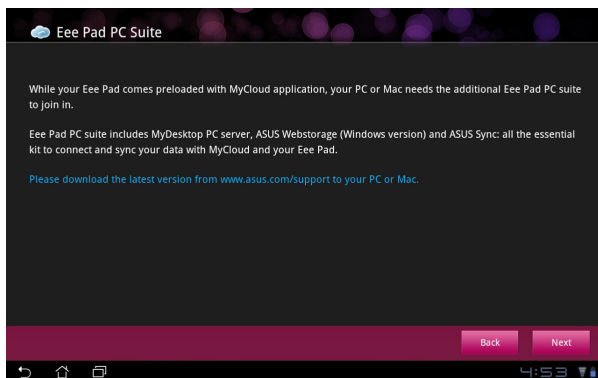 Eee Pad PC Suite
While your Eee Pad comes preloaded with MyCloud application, your PC or Mac needs the additional Eee Pad PC suite
to join in.
Eee Pad PC suite includes MyDesktop PC server, ASUS Webstorage (Windows version) and ASUS Sync: all the essential
kit to connect and sync your data with MyCloud and your Eee Pad.
Please download the latest version from www.asus.com/support to your PC or Mac.
Back Next
4:53